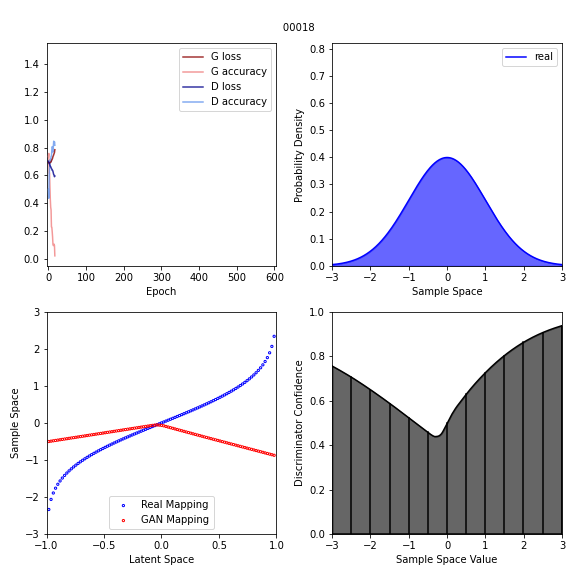 00018
G loss
G accuracy
D loss
D accuracy
1.4
1.2
1.0
0.8
0.6
0.4
0.2
0.0
0 100 200 300 400 500 600
Epoch
real
Probability Density
0.8
0.7
0.6
0.5
0.4
0.3
0.2
0.1
0.0
−3 −2 −1 0 1 2 3
Sample Space
Sample Space
3
2
1
0
−1
−2
−3
Real Mapping
GAN Mapping
−1.0 −0.5 0.0 0.5 1.0
Latent Space
Discriminator Confidence
1.0
0.8
0.6
0.4
0.2
0.0
−3 −2 −1 0 1 2 3
Sample Space Value